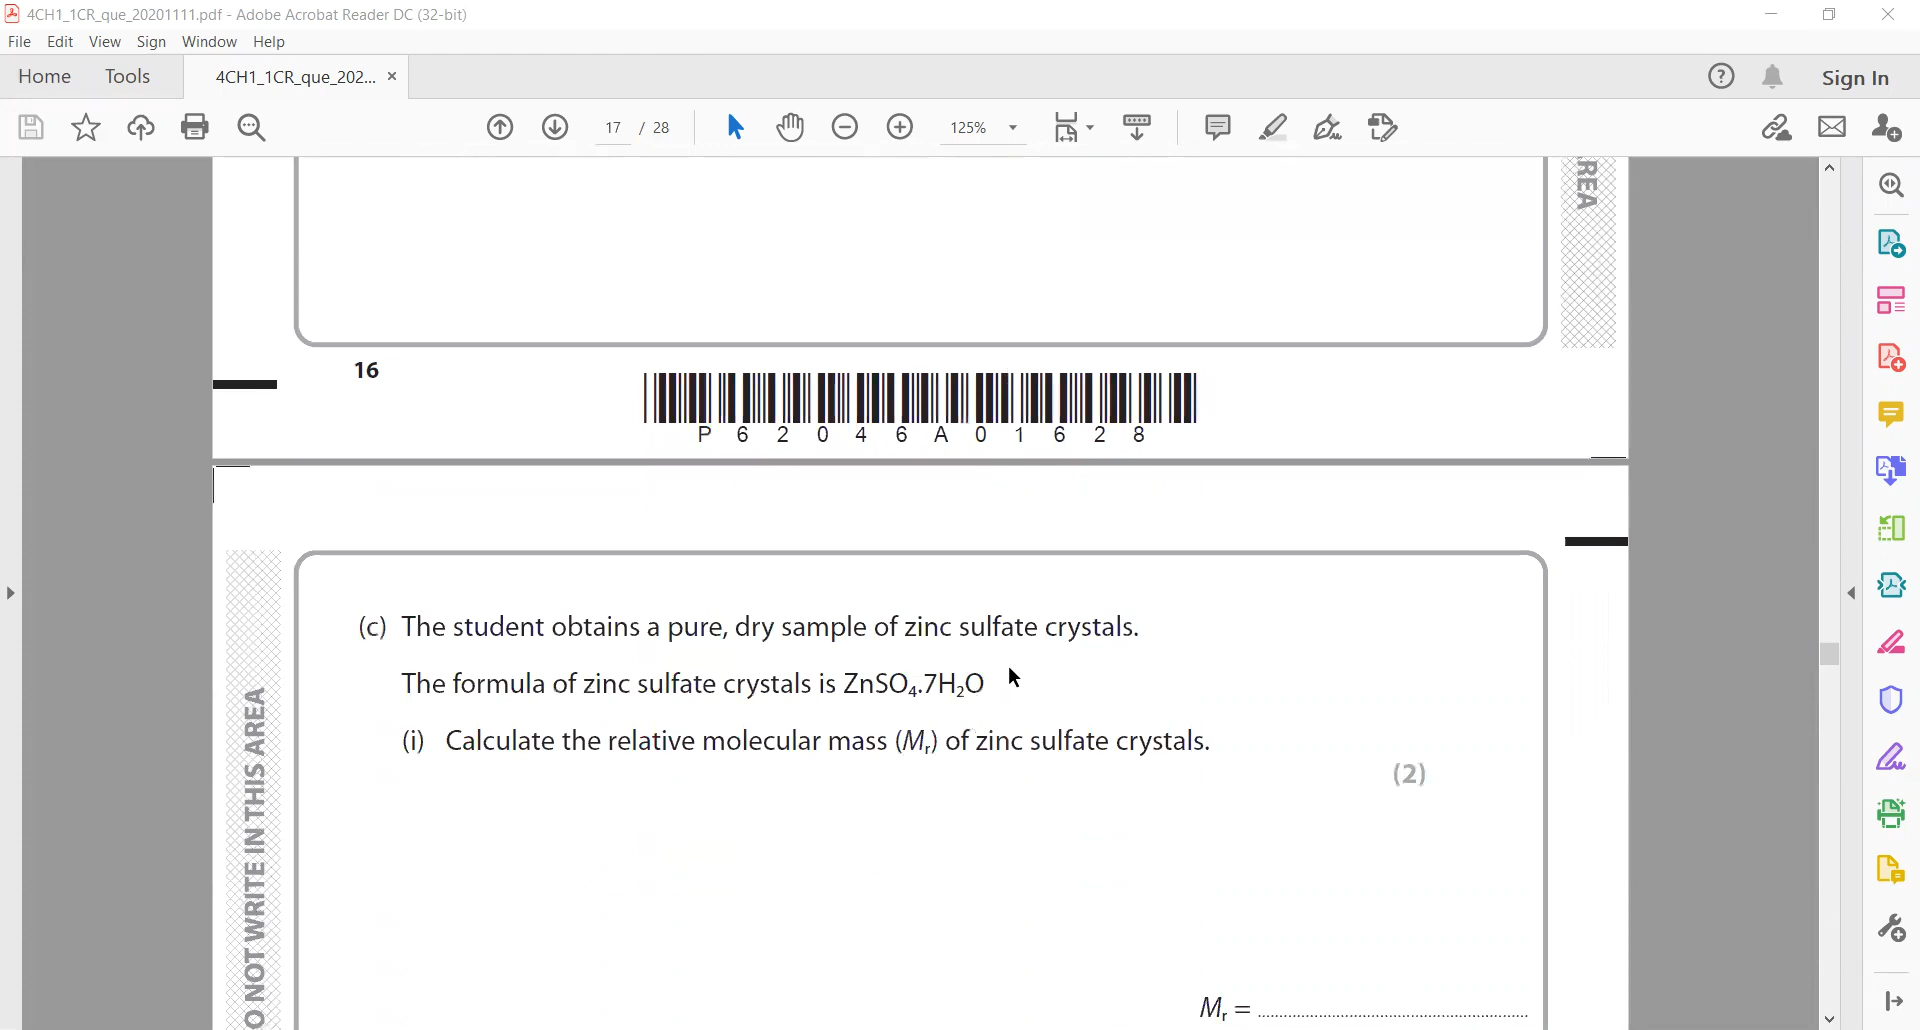 4CH1_1CR_que_20201111.pdf - Adobe Acrobat Reader DC (32-bit)
File Edit View Sign Window Help
Home Tools 4CH1_1CR_que_202... × Sign In
17 / 28 125%
REA
16
P 6 2 0 4 6 A 0 1 6 2 8
(c) The student obtains a pure, dry sample of zinc sulfate crystals.
The formula of zinc sulfate crystals is ZnSO₄.7H₂O
(i) Calculate the relative molecular mass (Mᵣ) of zinc sulfate crystals.
(2)
O NOT WRITE IN THIS AREA
Mᵣ = ............................................................